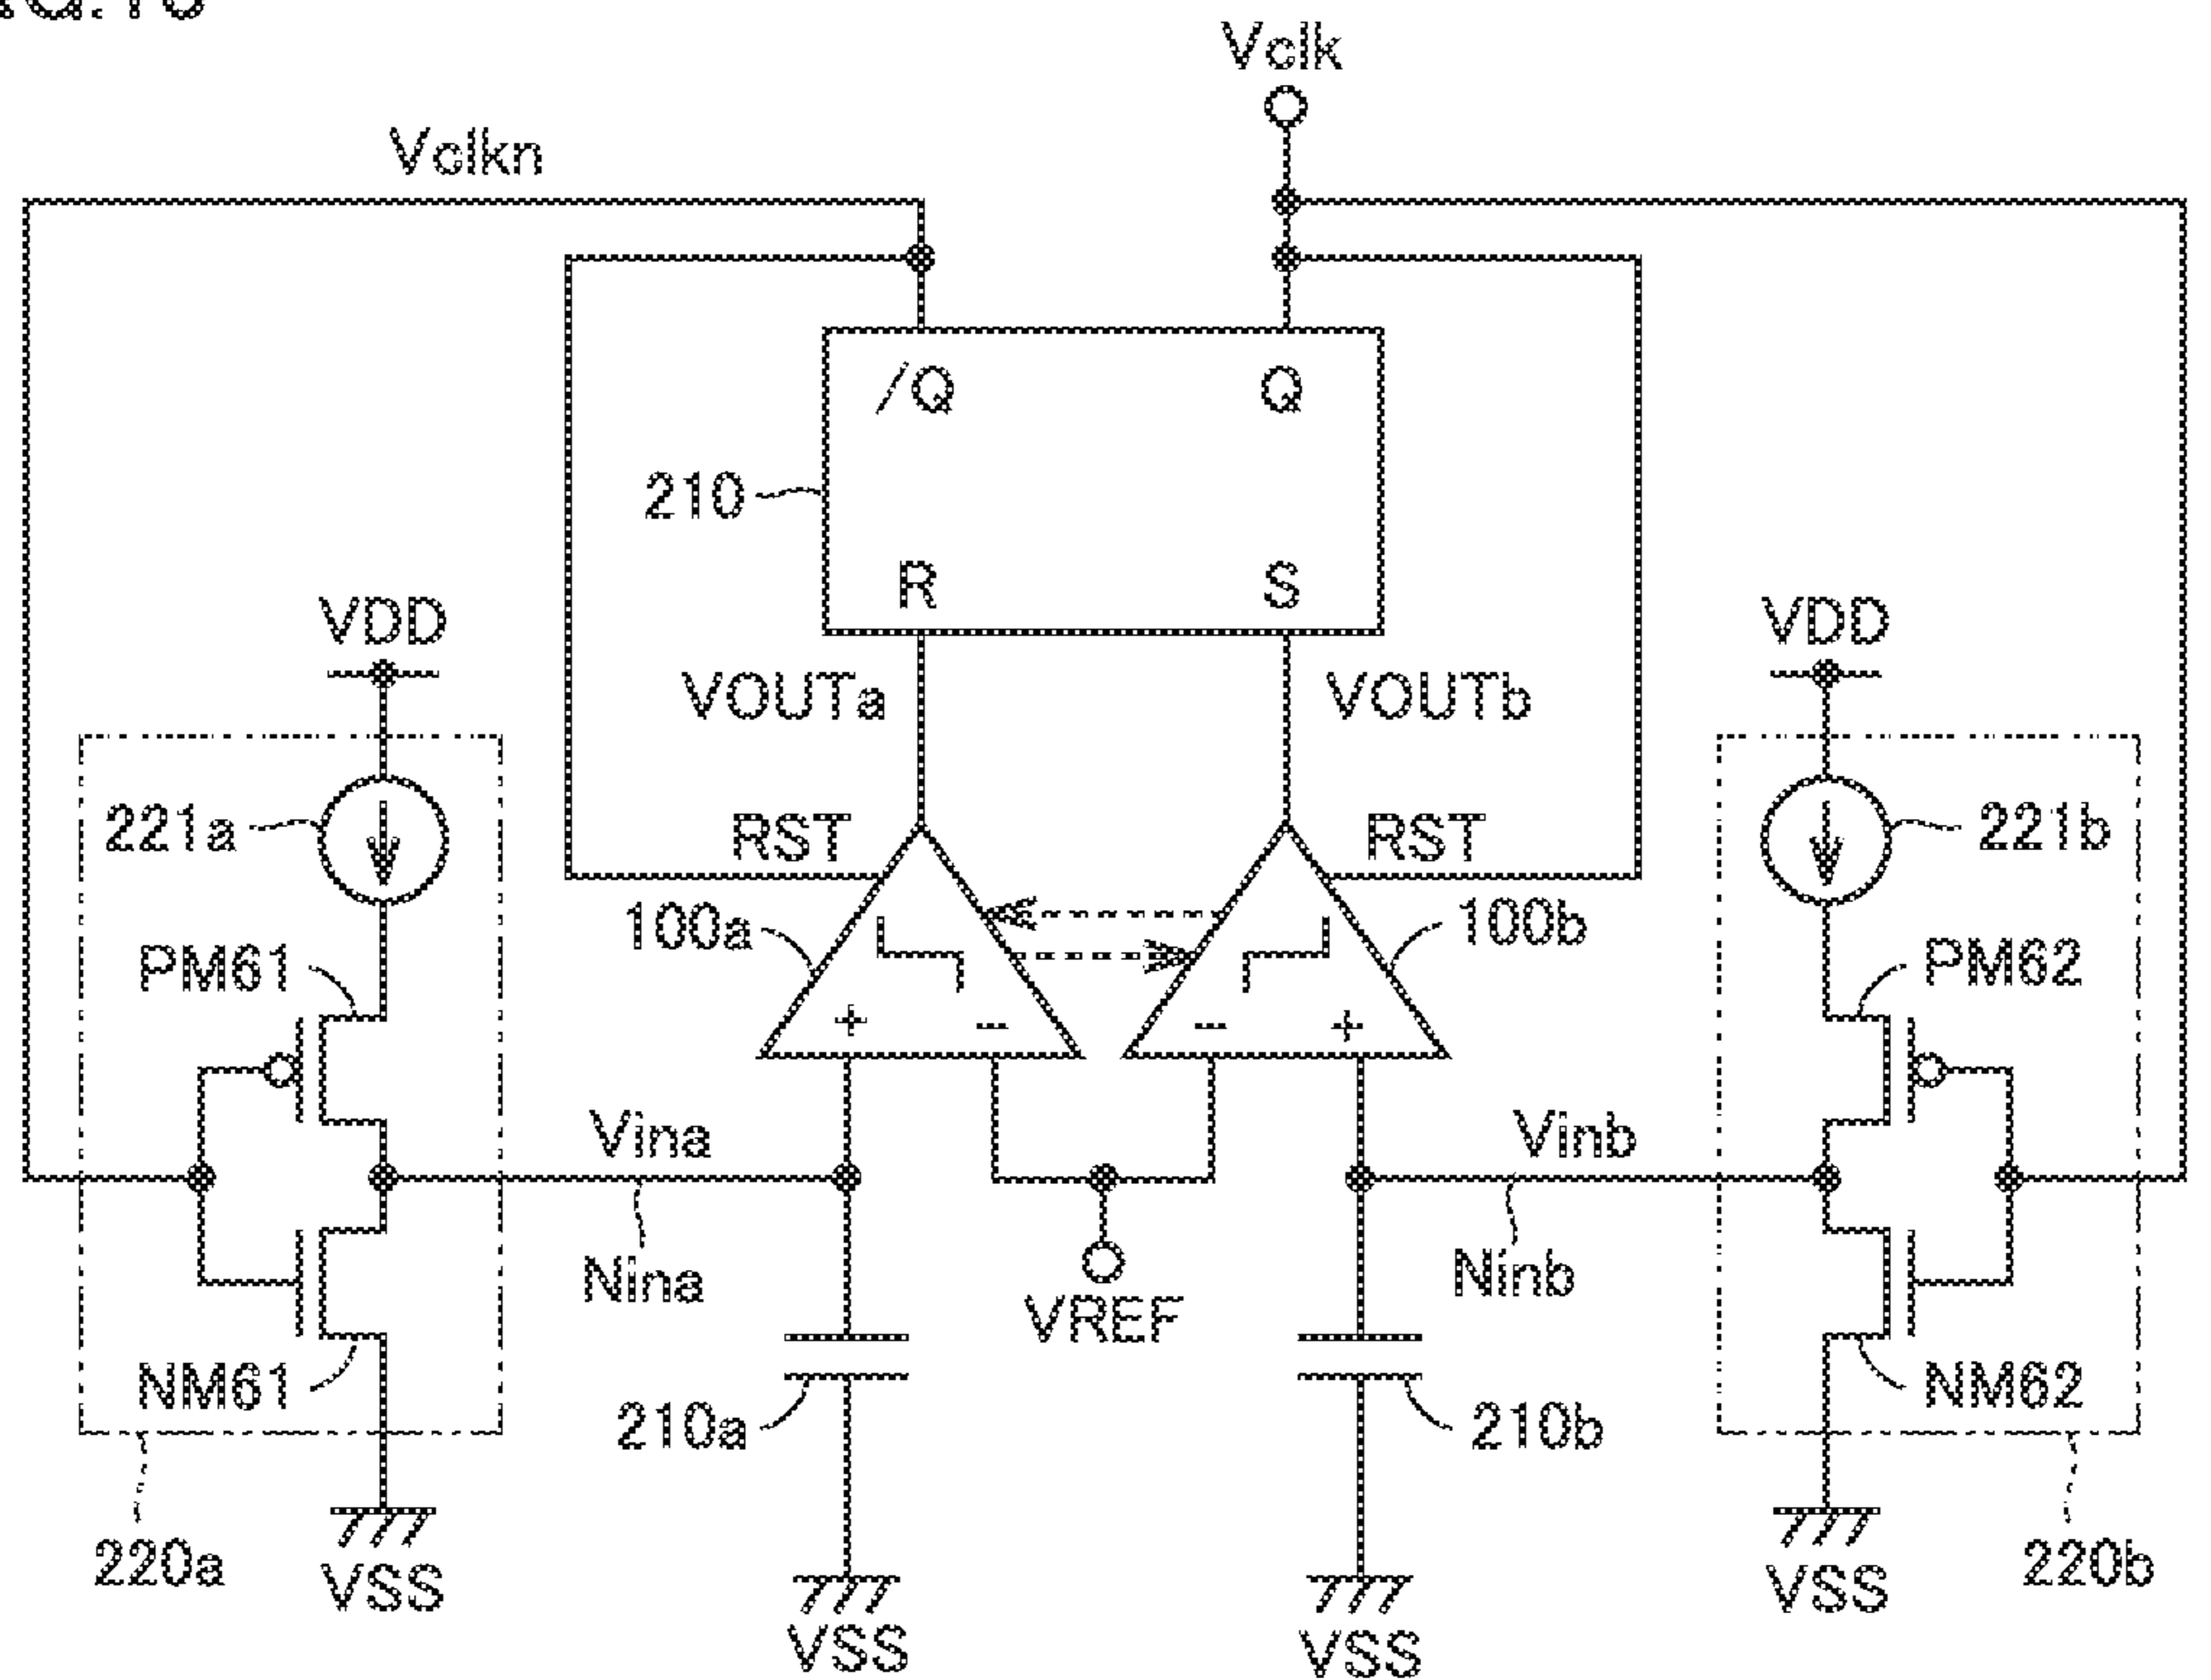 Vclk
Vclkn
/Q
Q
210
R
S
VDD
VDD
VOUTa
VOUTb
221a
RST
RST
221b
100a
100b
PM61
PM62
+
−
−
+
Vina
Vinb
Nina
VREF
Ninb
NM61
210a
210b
NM62
220a
VSS
VSS
VSS
VSS
220b